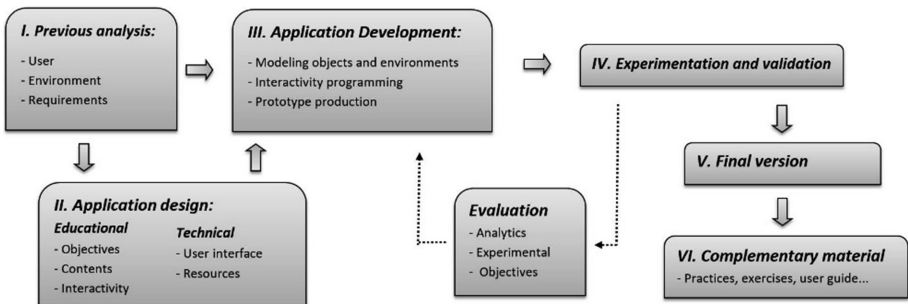 I. Previous analysis:
- User
- Environment
- Requirements
II. Application design:
Educational
- Objectives
- Contents
- Interactivity
Technical
- User interface
- Resources
III. Application Development:
- Modeling objects and environments
- Interactivity programming
- Prototype production
IV. Experimentation and validation
Evaluation
- Analytics
- Experimental
- Objectives
V. Final version
VI. Complementary material
- Practices, exercises, user guide...